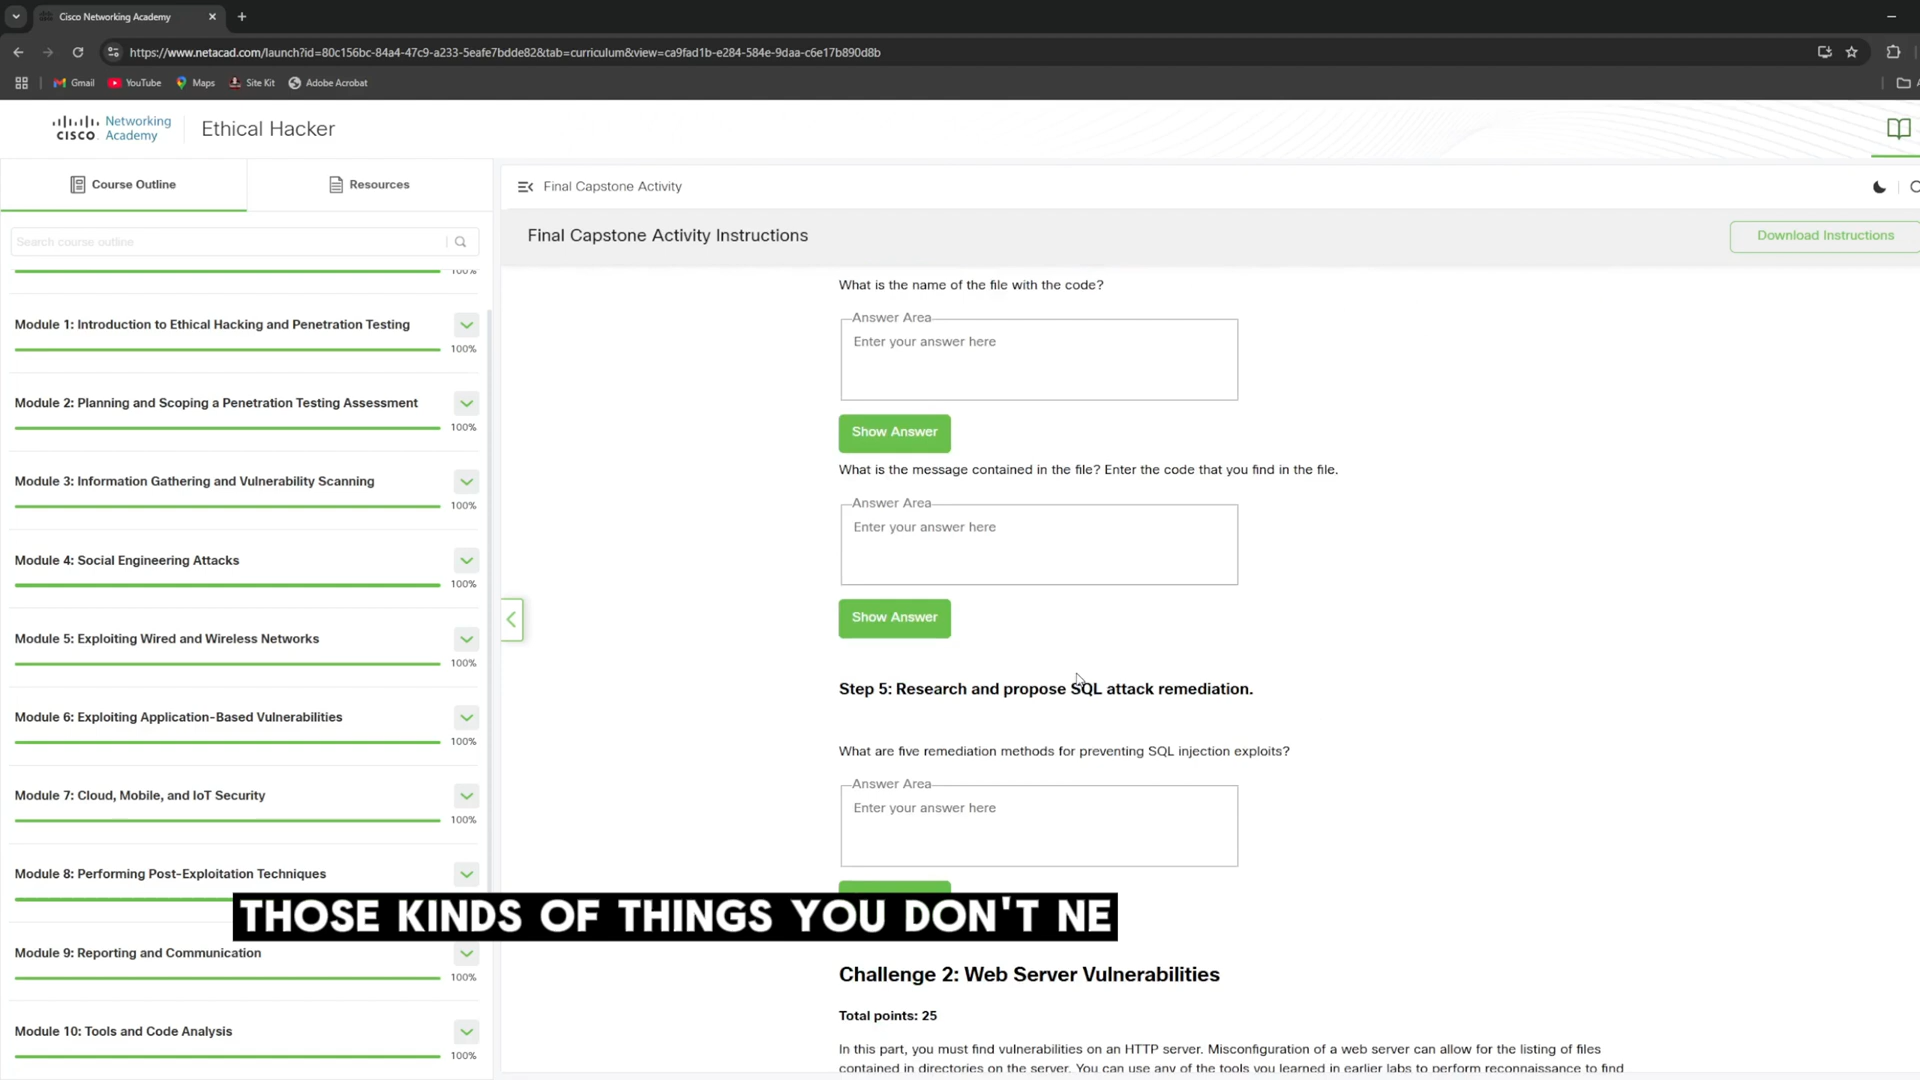 Cisco Networking Academy
https://www.netacad.com/launch?id=80c156bc-84a4-47c9-a233-5eafe7bdde82&tab=curriculum&view=ca9fad1b-e284-584e-9daa-c6e17b890d8b
Gmail
YouTube
Maps
Site Kit
Adobe Acrobat
CISCO Networking Academy
Ethical Hacker
Course Outline
Resources
Search course outline
100%
Module 1: Introduction to Ethical Hacking and Penetration Testing
100%
Module 2: Planning and Scoping a Penetration Testing Assessment
100%
Module 3: Information Gathering and Vulnerability Scanning
100%
Module 4: Social Engineering Attacks
100%
Module 5: Exploiting Wired and Wireless Networks
100%
Module 6: Exploiting Application-Based Vulnerabilities
100%
Module 7: Cloud, Mobile, and IoT Security
100%
Module 8: Performing Post-Exploitation Techniques
Module 9: Reporting and Communication
100%
Module 10: Tools and Code Analysis
100%
Final Capstone Activity
Final Capstone Activity Instructions
Download Instructions
What is the name of the file with the code?
Answer Area
Enter your answer here
Show Answer
What is the message contained in the file? Enter the code that you find in the file.
Answer Area
Enter your answer here
Show Answer
Step 5: Research and propose SQL attack remediation.
What are five remediation methods for preventing SQL injection exploits?
Answer Area
Enter your answer here
THOSE KINDS OF THINGS YOU DON'T NE
Challenge 2: Web Server Vulnerabilities
Total points: 25
In this part, you must find vulnerabilities on an HTTP server. Misconfiguration of a web server can allow for the listing of files
contained in directories on the server. You can use any of the tools you learned in earlier labs to perform reconnaissance to find